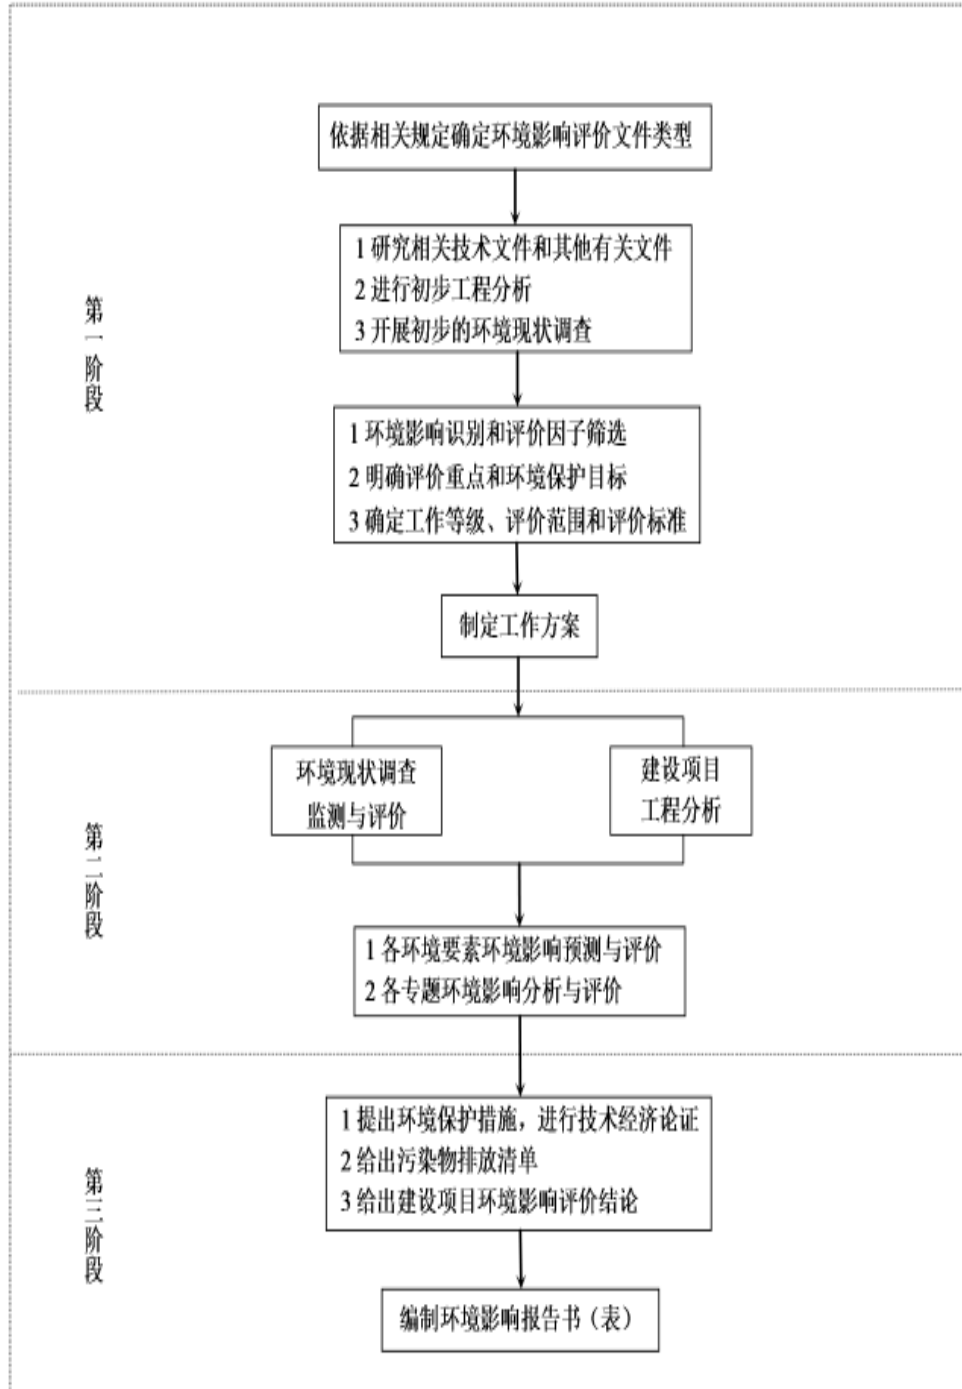 依据相关规定确定环境影响评价文件类型
1 研究相关技术文件和其他有关文件
2 进行初步工程分析
3 开展初步的环境现状调查
第一阶段
1 环境影响识别和评价因子筛选
2 明确评价重点和环境保护目标
3 确定工作等级、评价范围和评价标准
制定工作方案
环境现状调查
监测与评价
建设项目
工程分析
第二阶段
1 各环境要素环境影响预测与评价
2 各专题环境影响分析与评价
1 提出环境保护措施，进行技术经济论证
2 给出污染物排放清单
3 给出建设项目环境影响评价结论
第三阶段
编制环境影响报告书（表）